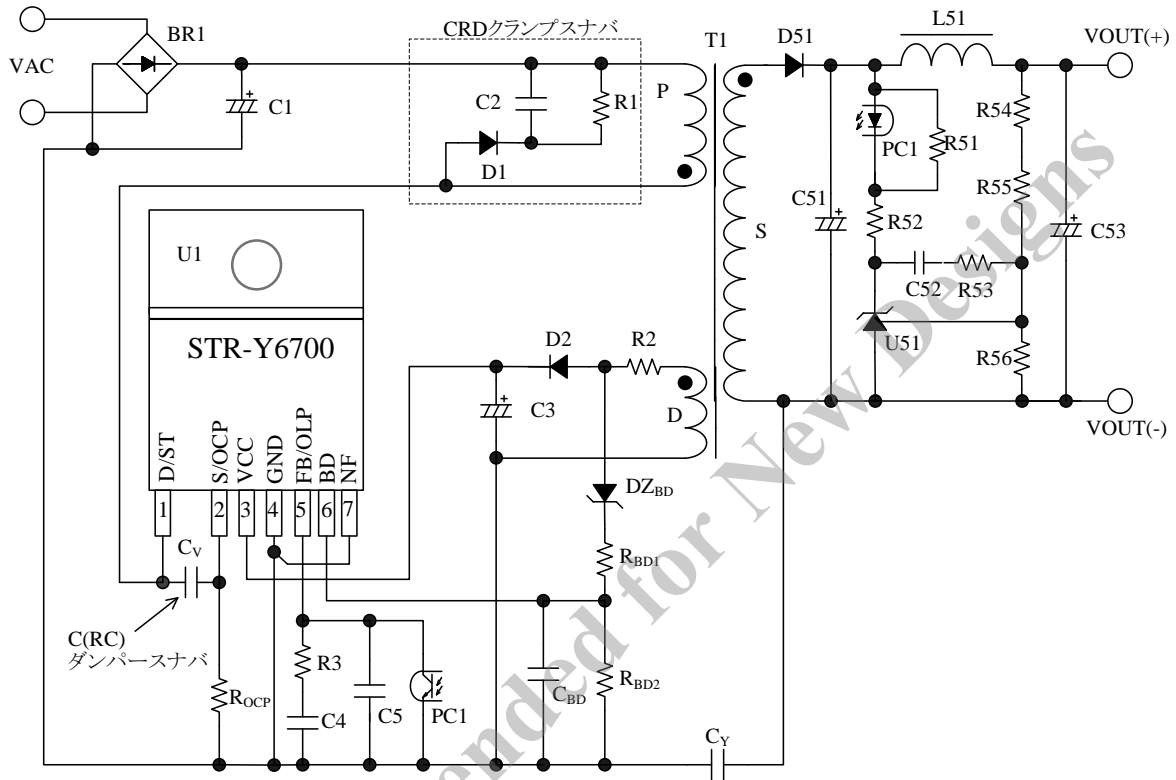 CRDクランプスナバ
L51
BR1
T1
D51
VOUT(+)
VAC
P
C2
R1
C1
R54
PC1
R51
D1
R55
C51
R52
S
C53
U1
C52
R53
U51
D2
R2
STR-Y6700
R56
C3
D
VOUT(-)
D/ST
S/OCP
VCC
GND
FB/OLP
BD
NF
DZBD
1
2
3
4
5
6
7
CV
RBD1
C(RC)
ダンパースナバ
R3
ROCP
C4
C5
PC1
CBD
RBD2
CY
ended for New Designs